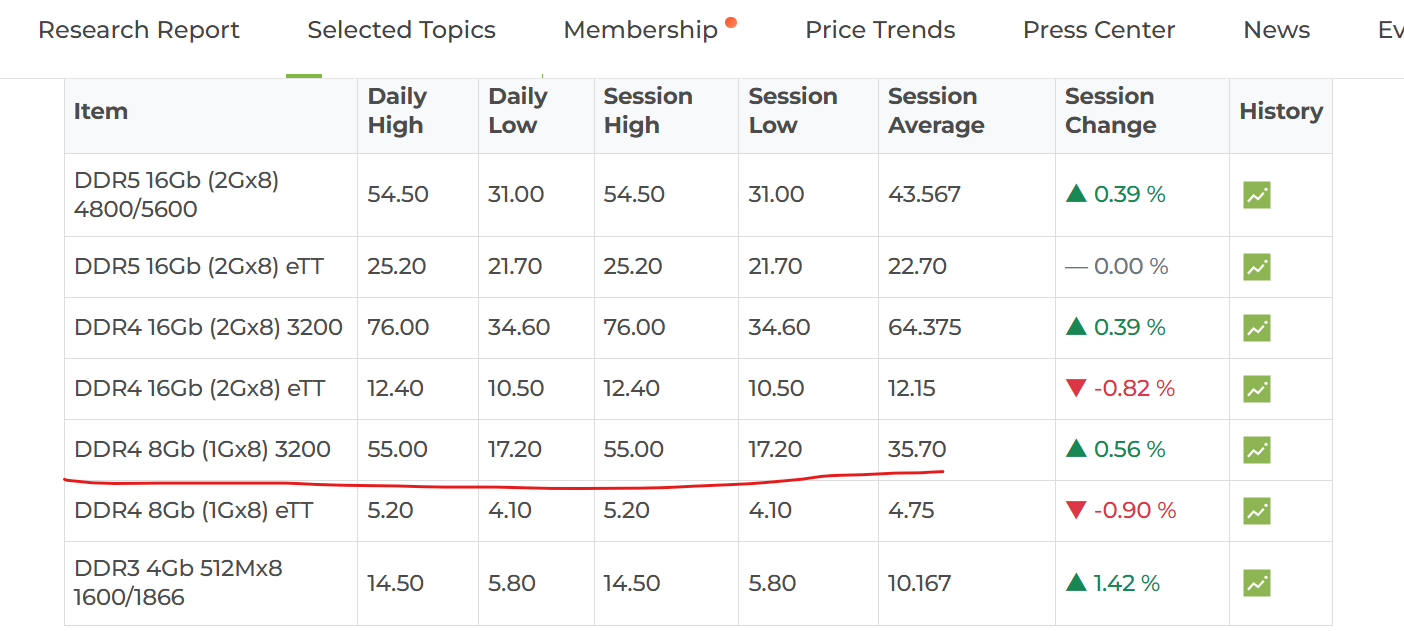 Research Report Selected Topics Membership Price Trends Press Center News Ev
Item Daily High Daily Low Session High Session Low Session Average Session Change History
DDR5 16Gb (2Gx8) 4800/5600 54.50 31.00 54.50 31.00 43.567 ▲ 0.39 %
DDR5 16Gb (2Gx8) eTT 25.20 21.70 25.20 21.70 22.70 — 0.00 %
DDR4 16Gb (2Gx8) 3200 76.00 34.60 76.00 34.60 64.375 ▲ 0.39 %
DDR4 16Gb (2Gx8) eTT 12.40 10.50 12.40 10.50 12.15 ▼ -0.82 %
DDR4 8Gb (1Gx8) 3200 55.00 17.20 55.00 17.20 35.70 ▲ 0.56 %
DDR4 8Gb (1Gx8) eTT 5.20 4.10 5.20 4.10 4.75 ▼ -0.90 %
DDR3 4Gb 512Mx8 1600/1866 14.50 5.80 14.50 5.80 10.167 ▲ 1.42 %